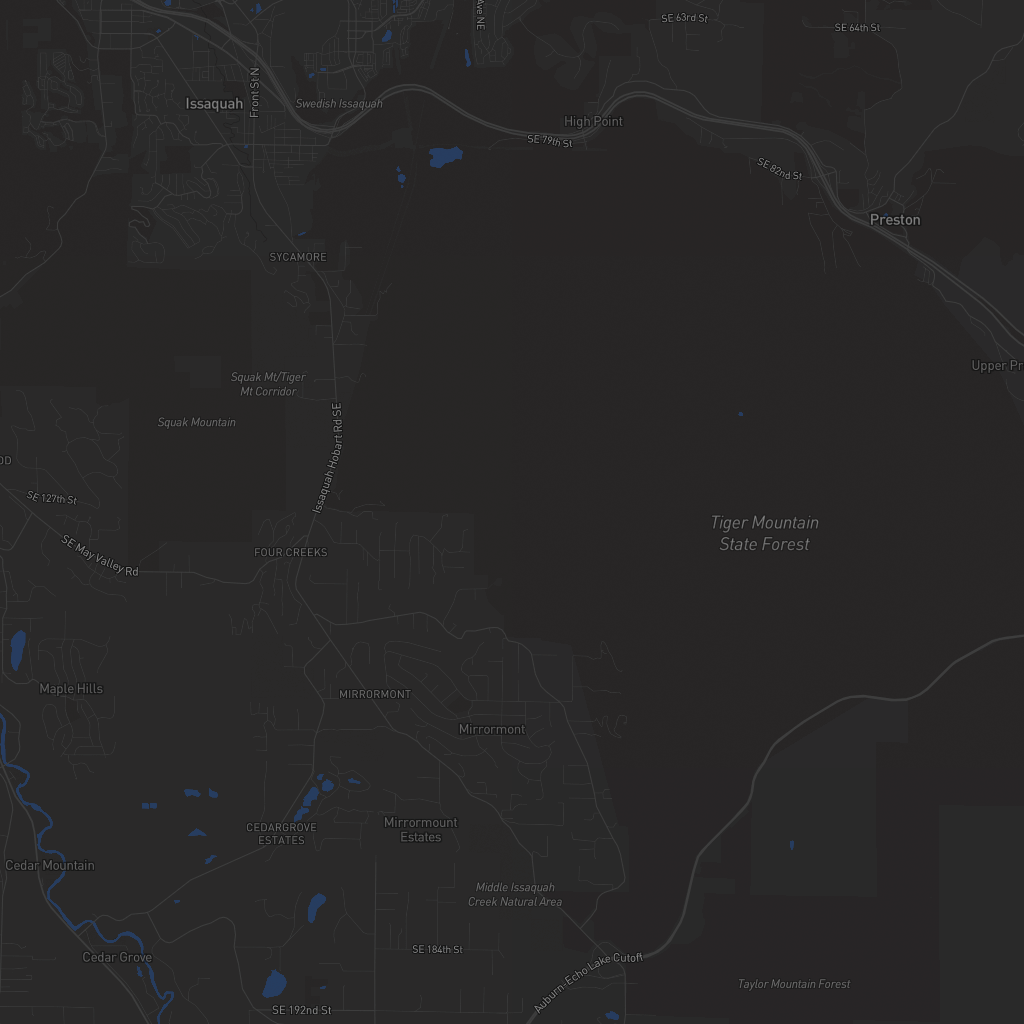 Ave NE
SE 63rd St
SE 64th St
Front St N
Issaquah
Swedish Issaquah
High Point
SE 79th St
SE 82nd St
Preston
SYCAMORE
Upper Pr
Squak Mt/Tiger
Mt Corridor
Squak Mountain
Issaquah Hobart Rd SE
OD
SE 127th St
Tiger Mountain
State Forest
SE May Valley Rd
FOUR CREEKS
Maple Hills
MIRRORMONT
Mirrormont
CEDARGROVE
ESTATES
Mirrormount
Estates
Cedar Mountain
Middle Issaquah
Creek Natural Area
SE 184th St
Cedar Grove
Auburn-Echo Lake Cutoff
Taylor Mountain Forest
SE 192nd St